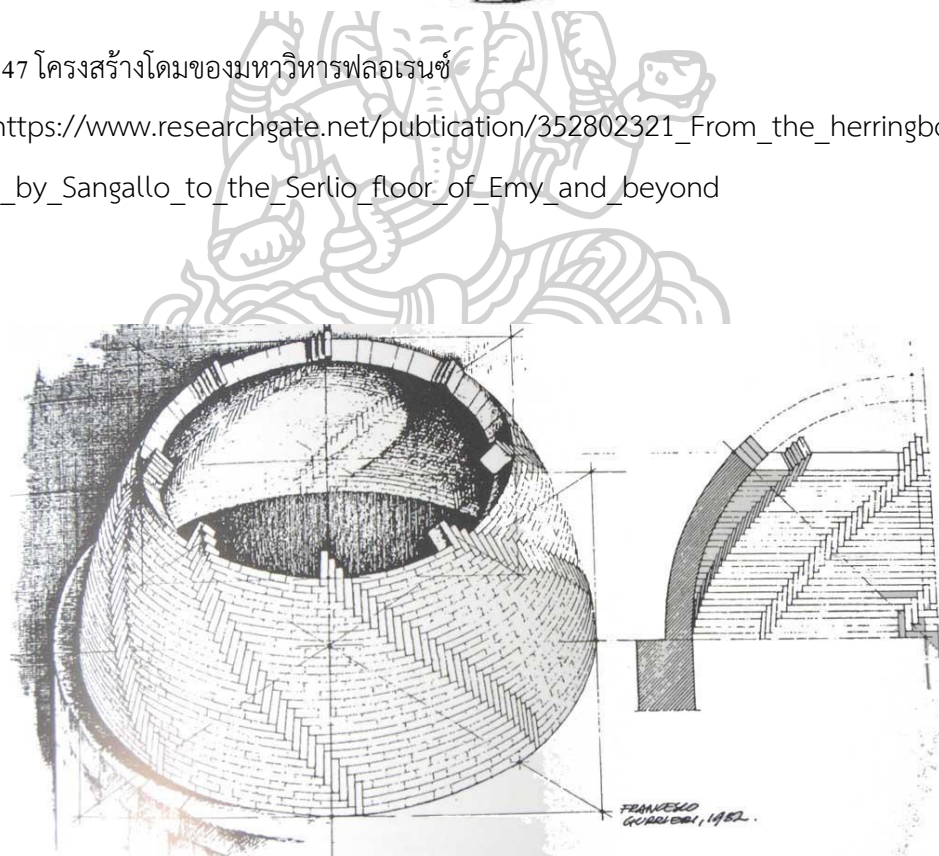 47 โครงสร้างโดมของมหาวิหารฟลอเรนซ์
https://www.researchgate.net/publication/352802321_From_the_herringbo
_by_Sangallo_to_the_Serlio_floor_of_Emy_and_beyond
FRANCESCO
GURRIERI, 1982.